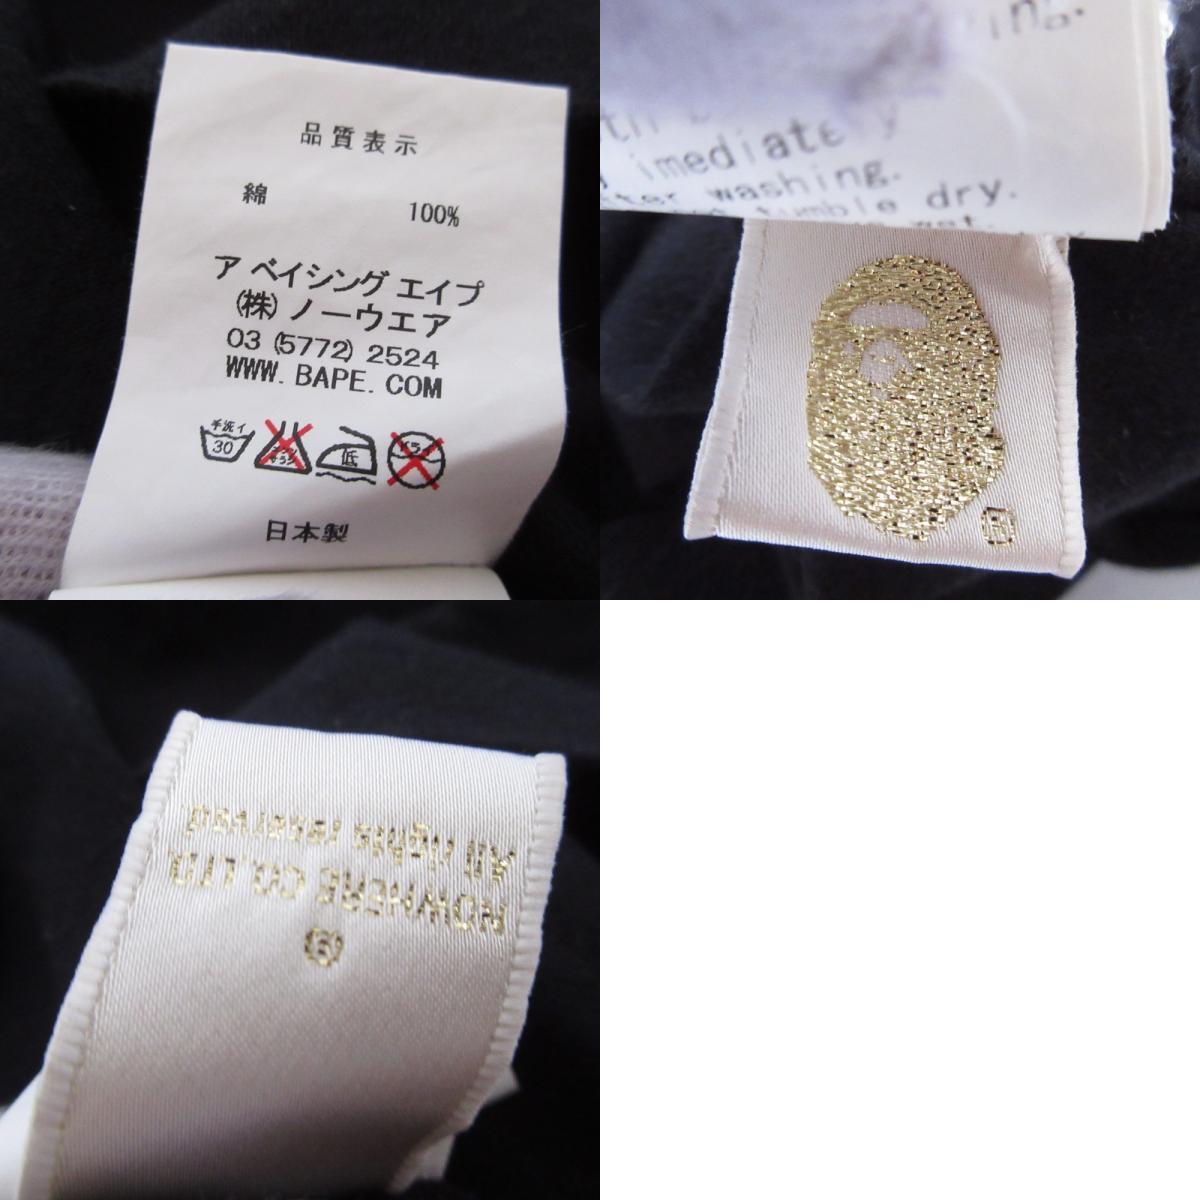 品質表示
綿 100%
ア ベイシング エイプ
(株) ノーウエア
03 (5772) 2524
WWW. BAPE. COM
手洗イ
30
低
日本製
imediately
washing.
tumble dry.
R
All rights reserved
NOWHERE CO.,LTD
R